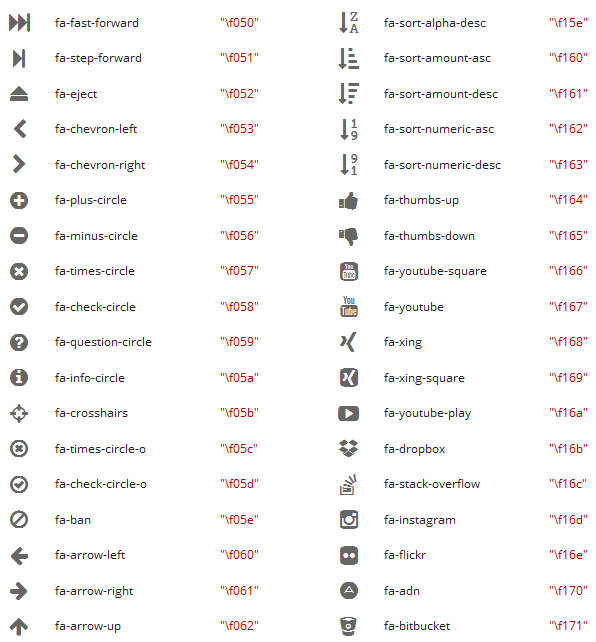 fa-fast-forward "\f050" fa-sort-alpha-desc "\f15e"
fa-step-forward "\f051" fa-sort-amount-asc "\f160"
fa-eject "\f052" fa-sort-amount-desc "\f161"
fa-chevron-left "\f053" fa-sort-numeric-asc "\f162"
fa-chevron-right "\f054" fa-sort-numeric-desc "\f163"
fa-plus-circle "\f055" fa-thumbs-up "\f164"
fa-minus-circle "\f056" fa-thumbs-down "\f165"
fa-times-circle "\f057" fa-youtube-square "\f166"
fa-check-circle "\f058" fa-youtube "\f167"
fa-question-circle "\f059" fa-xing "\f168"
fa-info-circle "\f05a" fa-xing-square "\f169"
fa-crosshairs "\f05b" fa-youtube-play "\f16a"
fa-times-circle-o "\f05c" fa-dropbox "\f16b"
fa-check-circle-o "\f05d" fa-stack-overflow "\f16c"
fa-ban "\f05e" fa-instagram "\f16d"
fa-arrow-left "\f060" fa-flickr "\f16e"
fa-arrow-right "\f061" fa-adn "\f170"
fa-arrow-up "\f062" fa-bitbucket "\f171"